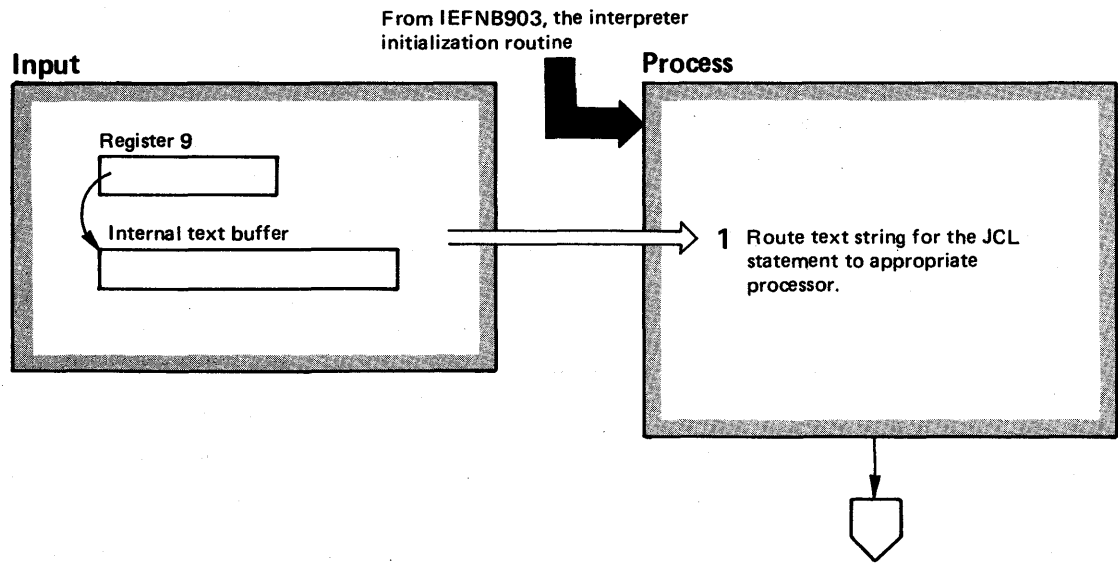 From IEFNB903, the interpreter
initialization routine
Input
Process
Register 9
Internal text buffer
1 Route text string for the JCL
statement to appropriate
processor.